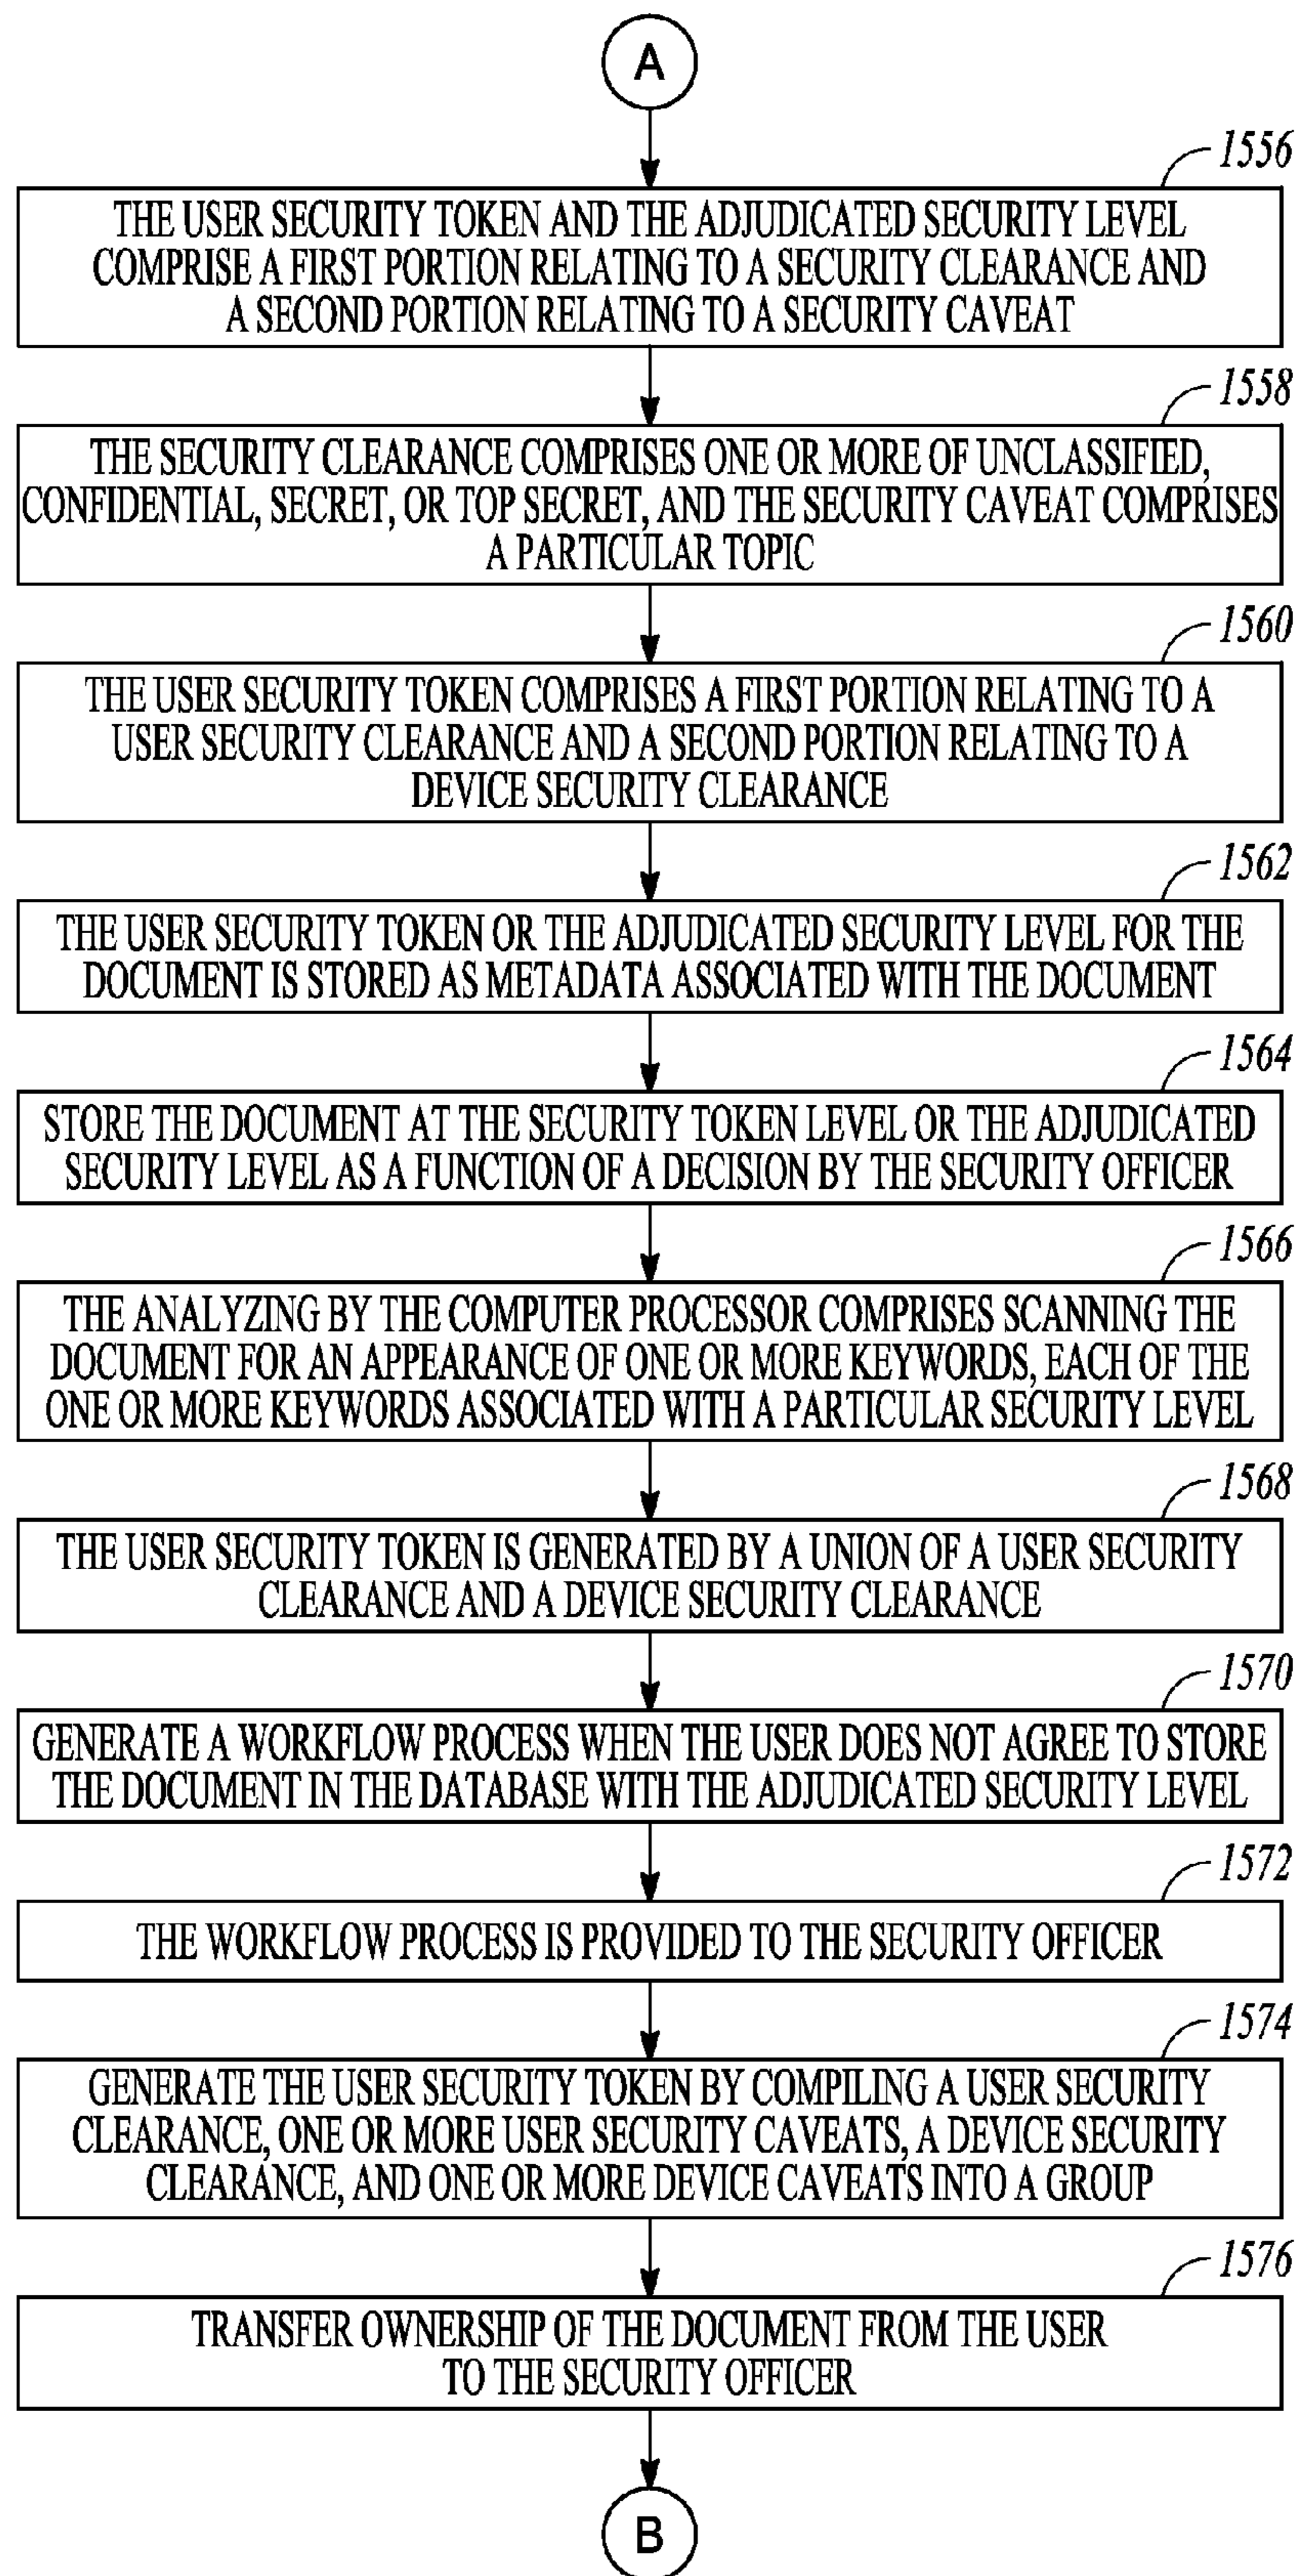 A
1556
THE USER SECURITY TOKEN AND THE ADJUDICATED SECURITY LEVEL
COMPRISE A FIRST PORTION RELATING TO A SECURITY CLEARANCE AND
A SECOND PORTION RELATING TO A SECURITY CAVEAT
1558
THE SECURITY CLEARANCE COMPRISES ONE OR MORE OF UNCLASSIFIED,
CONFIDENTIAL, SECRET, OR TOP SECRET, AND THE SECURITY CAVEAT COMPRISES
A PARTICULAR TOPIC
1560
THE USER SECURITY TOKEN COMPRISES A FIRST PORTION RELATING TO A
USER SECURITY CLEARANCE AND A SECOND PORTION RELATING TO A
DEVICE SECURITY CLEARANCE
1562
THE USER SECURITY TOKEN OR THE ADJUDICATED SECURITY LEVEL FOR THE
DOCUMENT IS STORED AS METADATA ASSOCIATED WITH THE DOCUMENT
1564
STORE THE DOCUMENT AT THE SECURITY TOKEN LEVEL OR THE ADJUDICATED
SECURITY LEVEL AS A FUNCTION OF A DECISION BY THE SECURITY OFFICER
1566
THE ANALYZING BY THE COMPUTER PROCESSOR COMPRISES SCANNING THE
DOCUMENT FOR AN APPEARANCE OF ONE OR MORE KEYWORDS, EACH OF THE
ONE OR MORE KEYWORDS ASSOCIATED WITH A PARTICULAR SECURITY LEVEL
1568
THE USER SECURITY TOKEN IS GENERATED BY A UNION OF A USER SECURITY
CLEARANCE AND A DEVICE SECURITY CLEARANCE
1570
GENERATE A WORKFLOW PROCESS WHEN THE USER DOES NOT AGREE TO STORE
THE DOCUMENT IN THE DATABASE WITH THE ADJUDICATED SECURITY LEVEL
1572
THE WORKFLOW PROCESS IS PROVIDED TO THE SECURITY OFFICER
1574
GENERATE THE USER SECURITY TOKEN BY COMPILING A USER SECURITY
CLEARANCE, ONE OR MORE USER SECURITY CAVEATS, A DEVICE SECURITY
CLEARANCE, AND ONE OR MORE DEVICE CAVEATS INTO A GROUP
1576
TRANSFER OWNERSHIP OF THE DOCUMENT FROM THE USER
TO THE SECURITY OFFICER
B